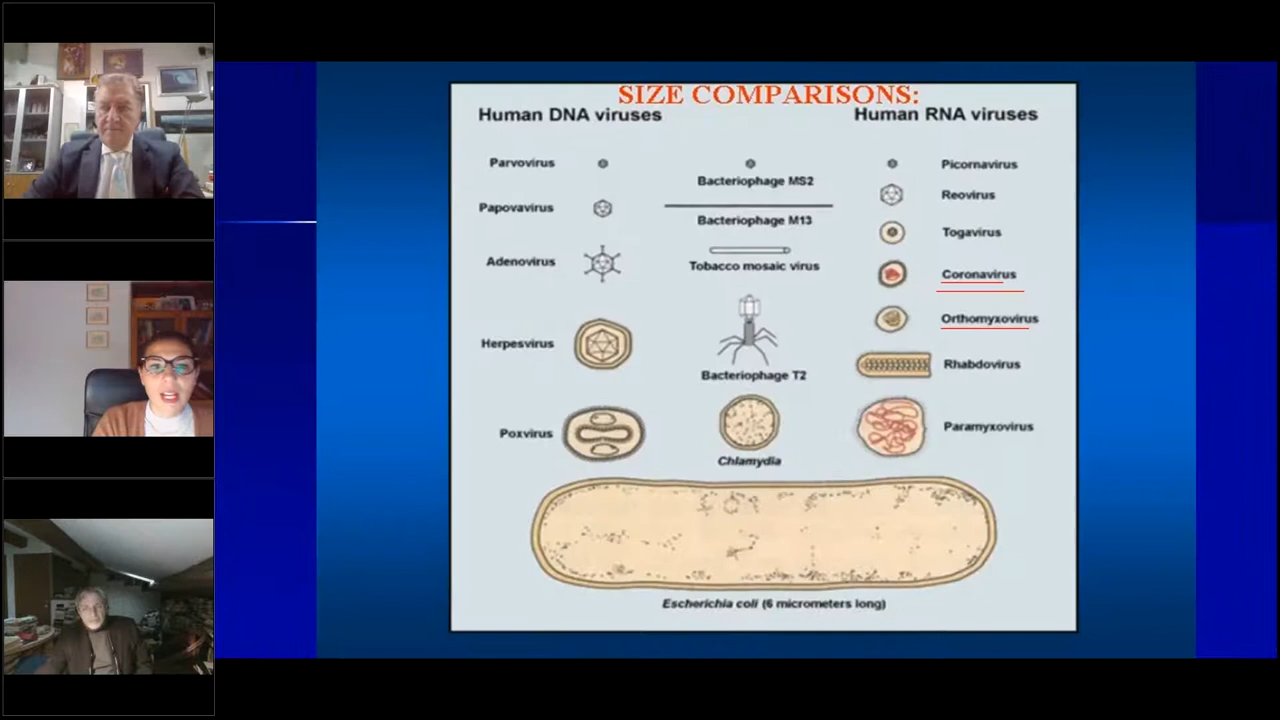 SIZE COMPARISONS:
Human DNA viruses
Human RNA viruses
Parvovirus
Bacteriophage MS2
Picornavirus
Reovirus
Papovavirus
Bacteriophage M13
Togavirus
Adenovirus
Tobacco mosaic virus
Coronavirus
Orthomyxovirus
Herpesvirus
Bacteriophage T2
Rhabdovirus
Poxvirus
Chlamydia
Paramyxovirus
Escherichia coli (6 micrometers long)